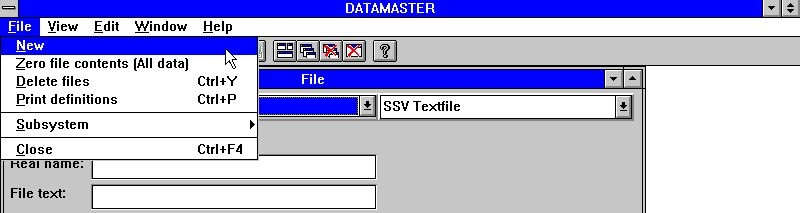 DATAMASTER
File View Edit Window Help
New
Zero file contents (All data)
Delete files Ctrl+Y
Print definitions Ctrl+P
Subsystem
Close Ctrl+F4
?
File
SSV Textfile
Real name:
File text: